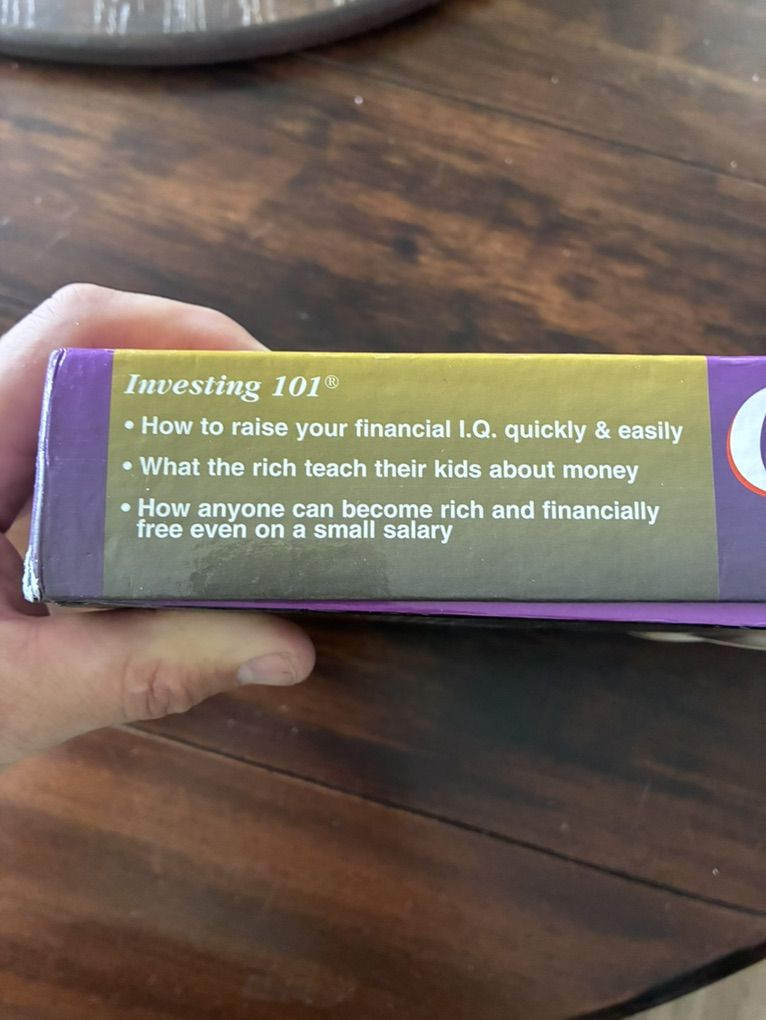 Investing 101®
• How to raise your financial I.Q. quickly & easily
• What the rich teach their kids about money
• How anyone can become rich and financially
free even on a small salary